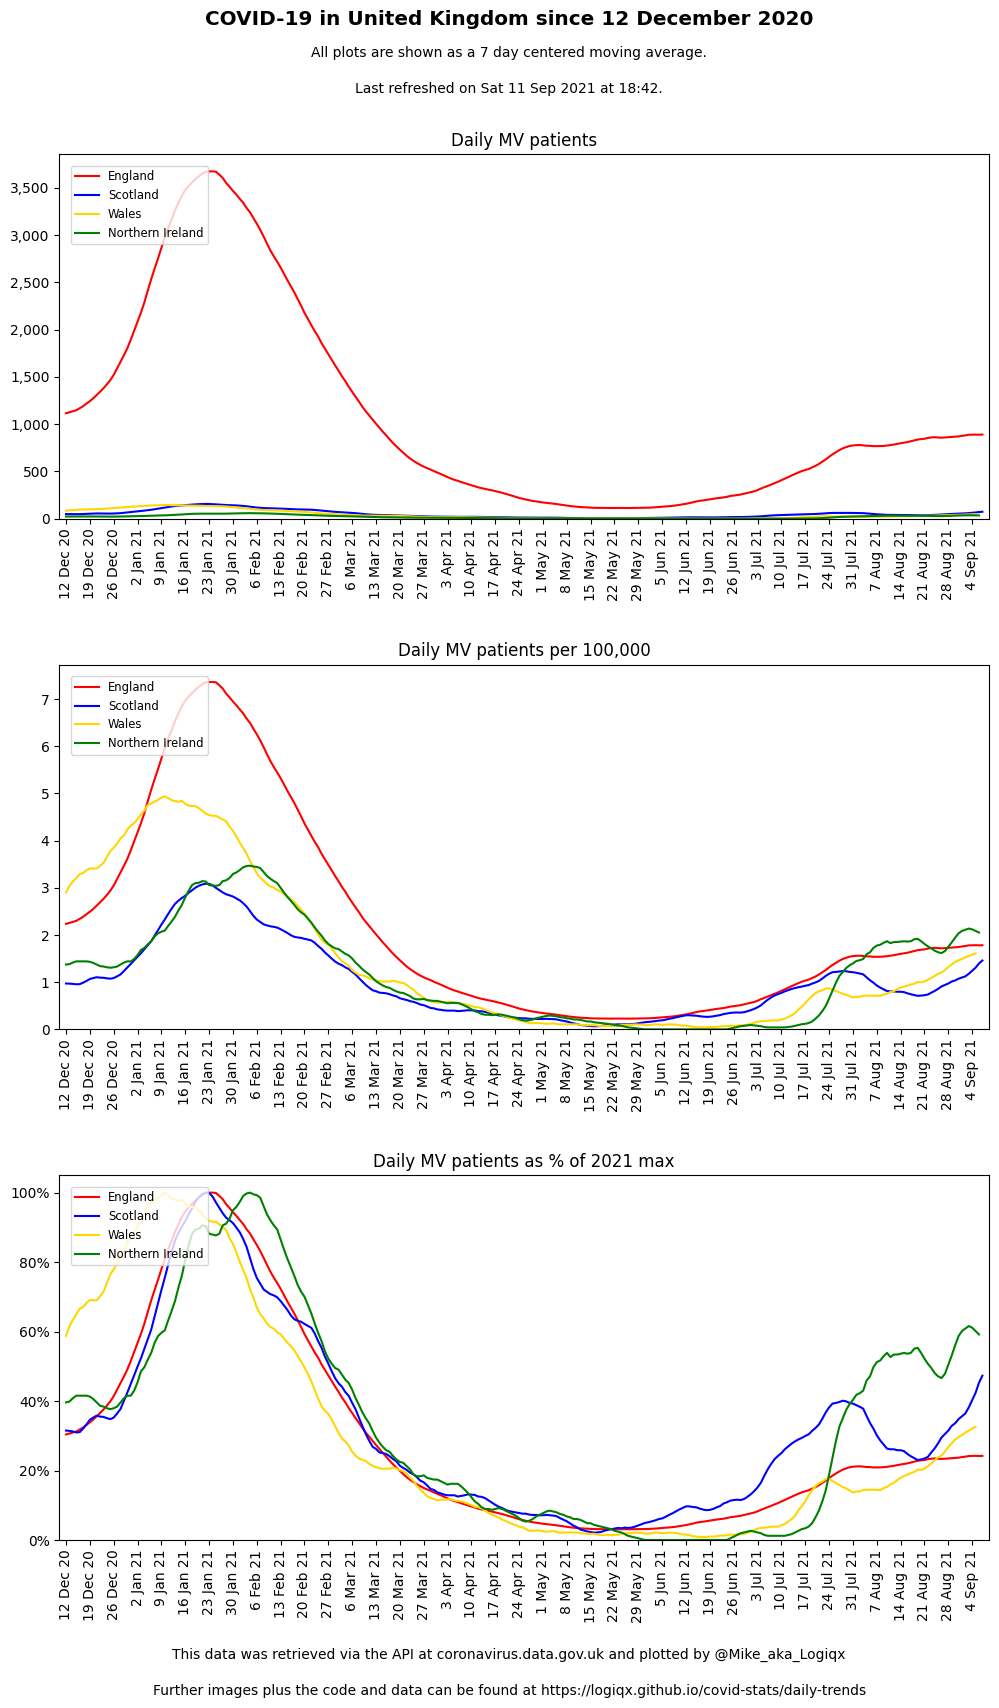 COVID-19 in United Kingdom since 12 December 2020
All plots are shown as a 7 day centered moving average.
Last refreshed on Sat 11 Sep 2021 at 18:42.
Daily MV patients
England
Scotland
Wales
Northern Ireland
3,500
3,000
2,500
2,000
1,500
1,000
500
0
12 Dec 20
19 Dec 20
26 Dec 20
2 Jan 21
9 Jan 21
16 Jan 21
23 Jan 21
30 Jan 21
6 Feb 21
13 Feb 21
20 Feb 21
27 Feb 21
6 Mar 21
13 Mar 21
20 Mar 21
27 Mar 21
3 Apr 21
10 Apr 21
17 Apr 21
24 Apr 21
1 May 21
8 May 21
15 May 21
22 May 21
29 May 21
5 Jun 21
12 Jun 21
19 Jun 21
26 Jun 21
3 Jul 21
10 Jul 21
17 Jul 21
24 Jul 21
31 Jul 21
7 Aug 21
14 Aug 21
21 Aug 21
28 Aug 21
4 Sep 21
Daily MV patients per 100,000
England
Scotland
Wales
Northern Ireland
7
6
5
4
3
2
1
0
12 Dec 20
19 Dec 20
26 Dec 20
2 Jan 21
9 Jan 21
16 Jan 21
23 Jan 21
30 Jan 21
6 Feb 21
13 Feb 21
20 Feb 21
27 Feb 21
6 Mar 21
13 Mar 21
20 Mar 21
27 Mar 21
3 Apr 21
10 Apr 21
17 Apr 21
24 Apr 21
1 May 21
8 May 21
15 May 21
22 May 21
29 May 21
5 Jun 21
12 Jun 21
19 Jun 21
26 Jun 21
3 Jul 21
10 Jul 21
17 Jul 21
24 Jul 21
31 Jul 21
7 Aug 21
14 Aug 21
21 Aug 21
28 Aug 21
4 Sep 21
Daily MV patients as % of 2021 max
England
Scotland
Wales
Northern Ireland
100%
80%
60%
40%
20%
0%
12 Dec 20
19 Dec 20
26 Dec 20
2 Jan 21
9 Jan 21
16 Jan 21
23 Jan 21
30 Jan 21
6 Feb 21
13 Feb 21
20 Feb 21
27 Feb 21
6 Mar 21
13 Mar 21
20 Mar 21
27 Mar 21
3 Apr 21
10 Apr 21
17 Apr 21
24 Apr 21
1 May 21
8 May 21
15 May 21
22 May 21
29 May 21
5 Jun 21
12 Jun 21
19 Jun 21
26 Jun 21
3 Jul 21
10 Jul 21
17 Jul 21
24 Jul 21
31 Jul 21
7 Aug 21
14 Aug 21
21 Aug 21
28 Aug 21
4 Sep 21
This data was retrieved via the API at coronavirus.data.gov.uk and plotted by @Mike_aka_Logiqx
Further images plus the code and data can be found at https://logiqx.github.io/covid-stats/daily-trends